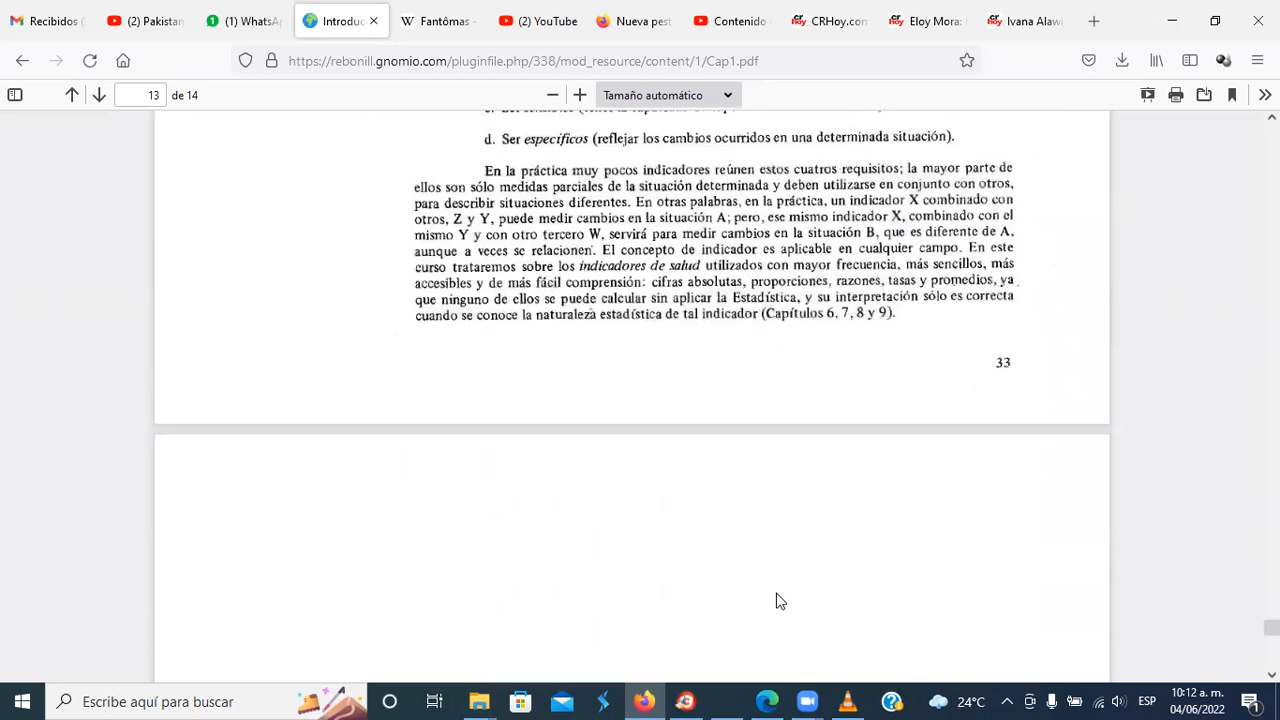 Recibidos (
(2) Pakistan
(1) WhatsA
Introduc
Fantômas -
(2) YouTube
Nueva pest
Contenido
CRHoy.com
Eloy Mora:
Ivana Alawi
https://rebonill.gnomio.com/pluginfile.php/338/mod_resource/content/1/Cap1.pdf
13 de 14
Tamaño automático
d. Ser específicos (reflejar los cambios ocurridos en una determinada situación).
En la práctica muy pocos indicadores reúnen estos cuatro requisitos; la mayor parte de
ellos son sólo medidas parciales de la situación determinada y deben utilizarse en conjunto con otros,
para describir situaciones diferentes. En otras palabras, en la práctica, un indicador X combinado con
otros, Z y Y, puede medir cambios en la situación A; pero, ese mismo indicador X, combinado con el
mismo Y y con otro tercero W, servirá para medir cambios en la situación B, que es diferente de A,
aunque a veces se relacionen. El concepto de indicador es aplicable en cualquier campo. En este
curso trataremos sobre los indicadores de salud utilizados con mayor frecuencia, más sencillos, más
accesibles y de más fácil comprensión: cifras absolutas, proporciones, razones, tasas y promedios, ya
que ninguno de ellos se puede calcular sin aplicar la Estadística, y su interpretación sólo es correcta
cuando se conoce la naturaleza estadística de tal indicador (Capítulos 6, 7, 8 y 9).
33
Escribe aquí para buscar
24°C
ESP
10:12 a. m.
04/06/2022